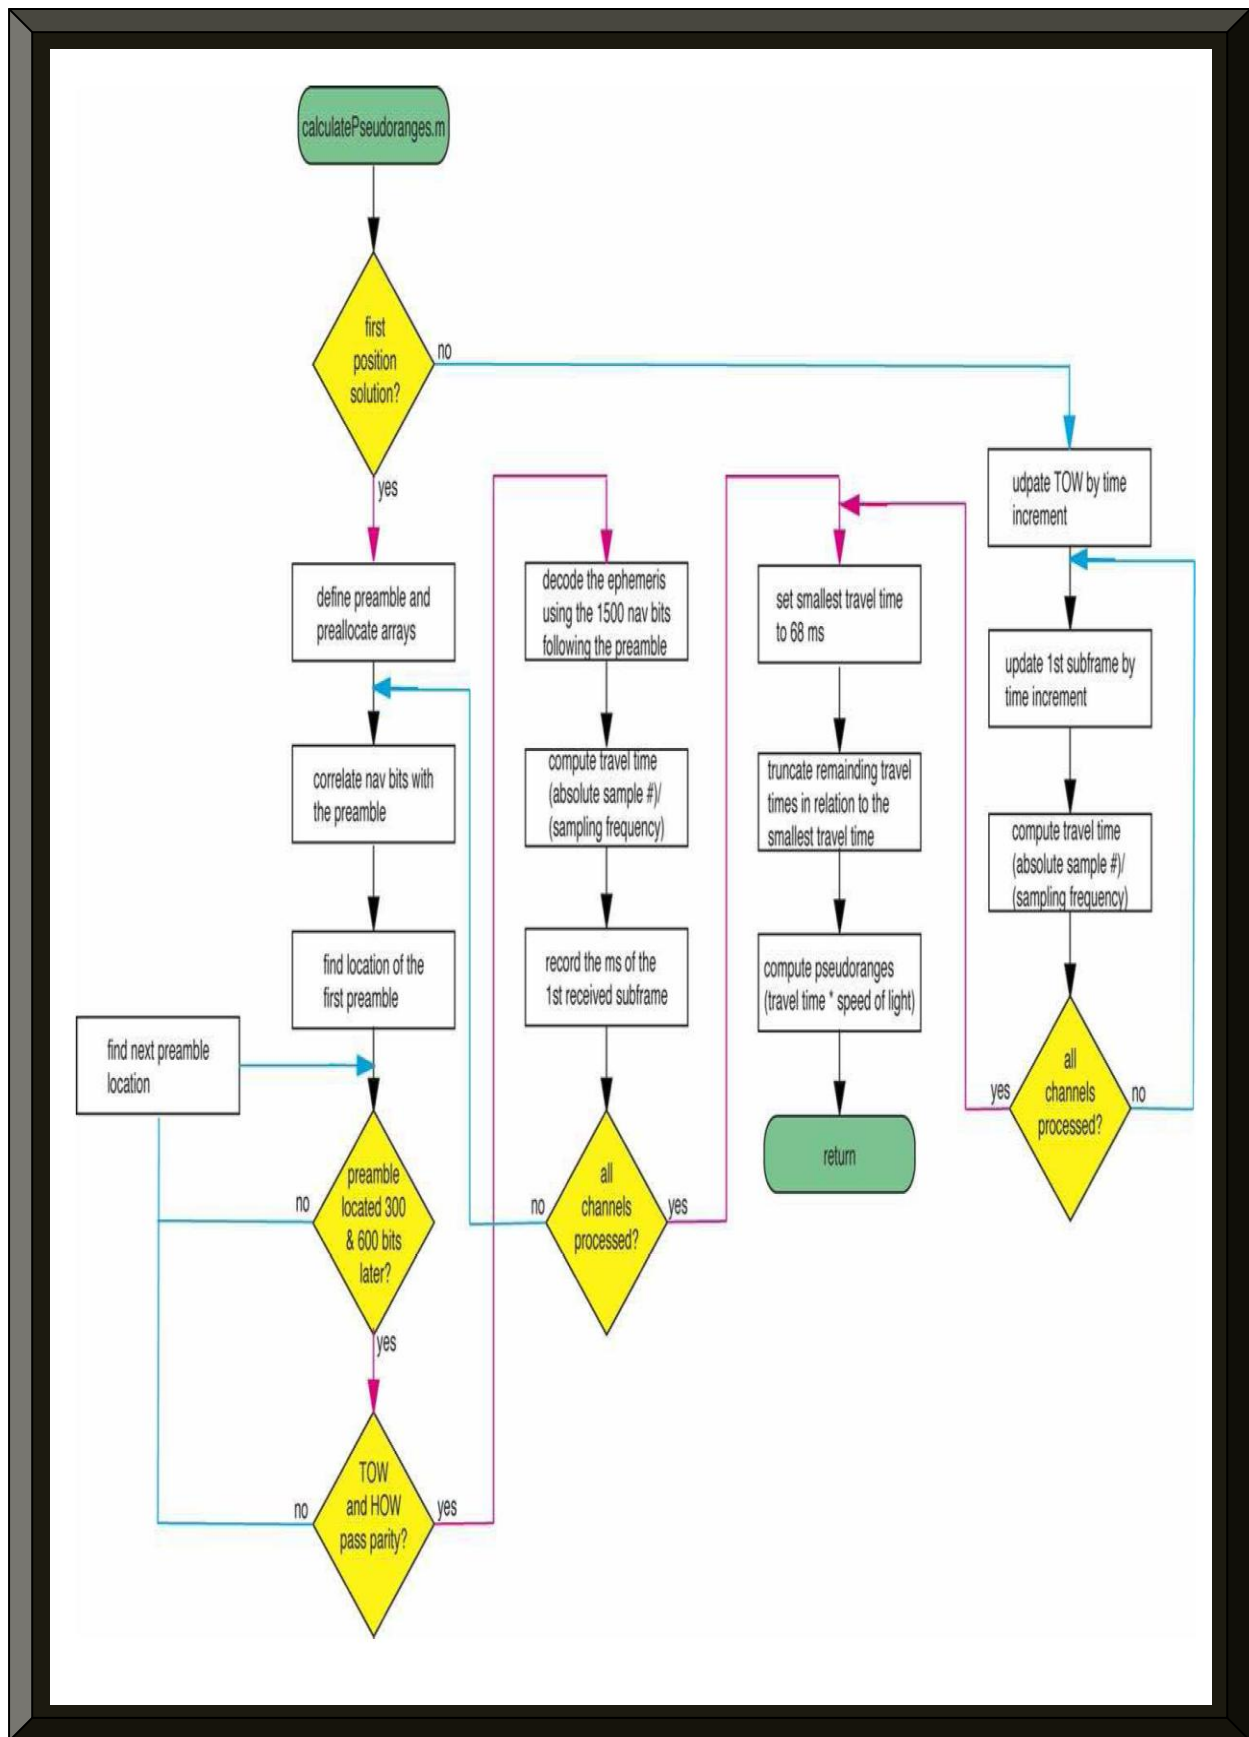 calculatePseudoranges.m
first
position
solution?
no
yes
define preamble and
preallocate arrays
correlate nav bits with
the preamble
find location of the
first preamble
find next preamble
location
preamble
located 300
& 600 bits
later?
no
yes
TOW
and HOW
pass parity?
no
yes
decode the ephemeris
using the 1500 nav bits
following the preamble
compute travel time
(absolute sample #)/
(sampling frequency)
record the ms of the
1st received subframe
all
channels
processed?
no
yes
set smallest travel time
to 68 ms
truncate remainding travel
times in relation to the
smallest travel time
compute pseudoranges
(travel time * speed of light)
return
udpate TOW by time
increment
update 1st subframe by
time increment
compute travel time
(absolute sample #)/
(sampling frequency)
all
channels
processed?
yes
no